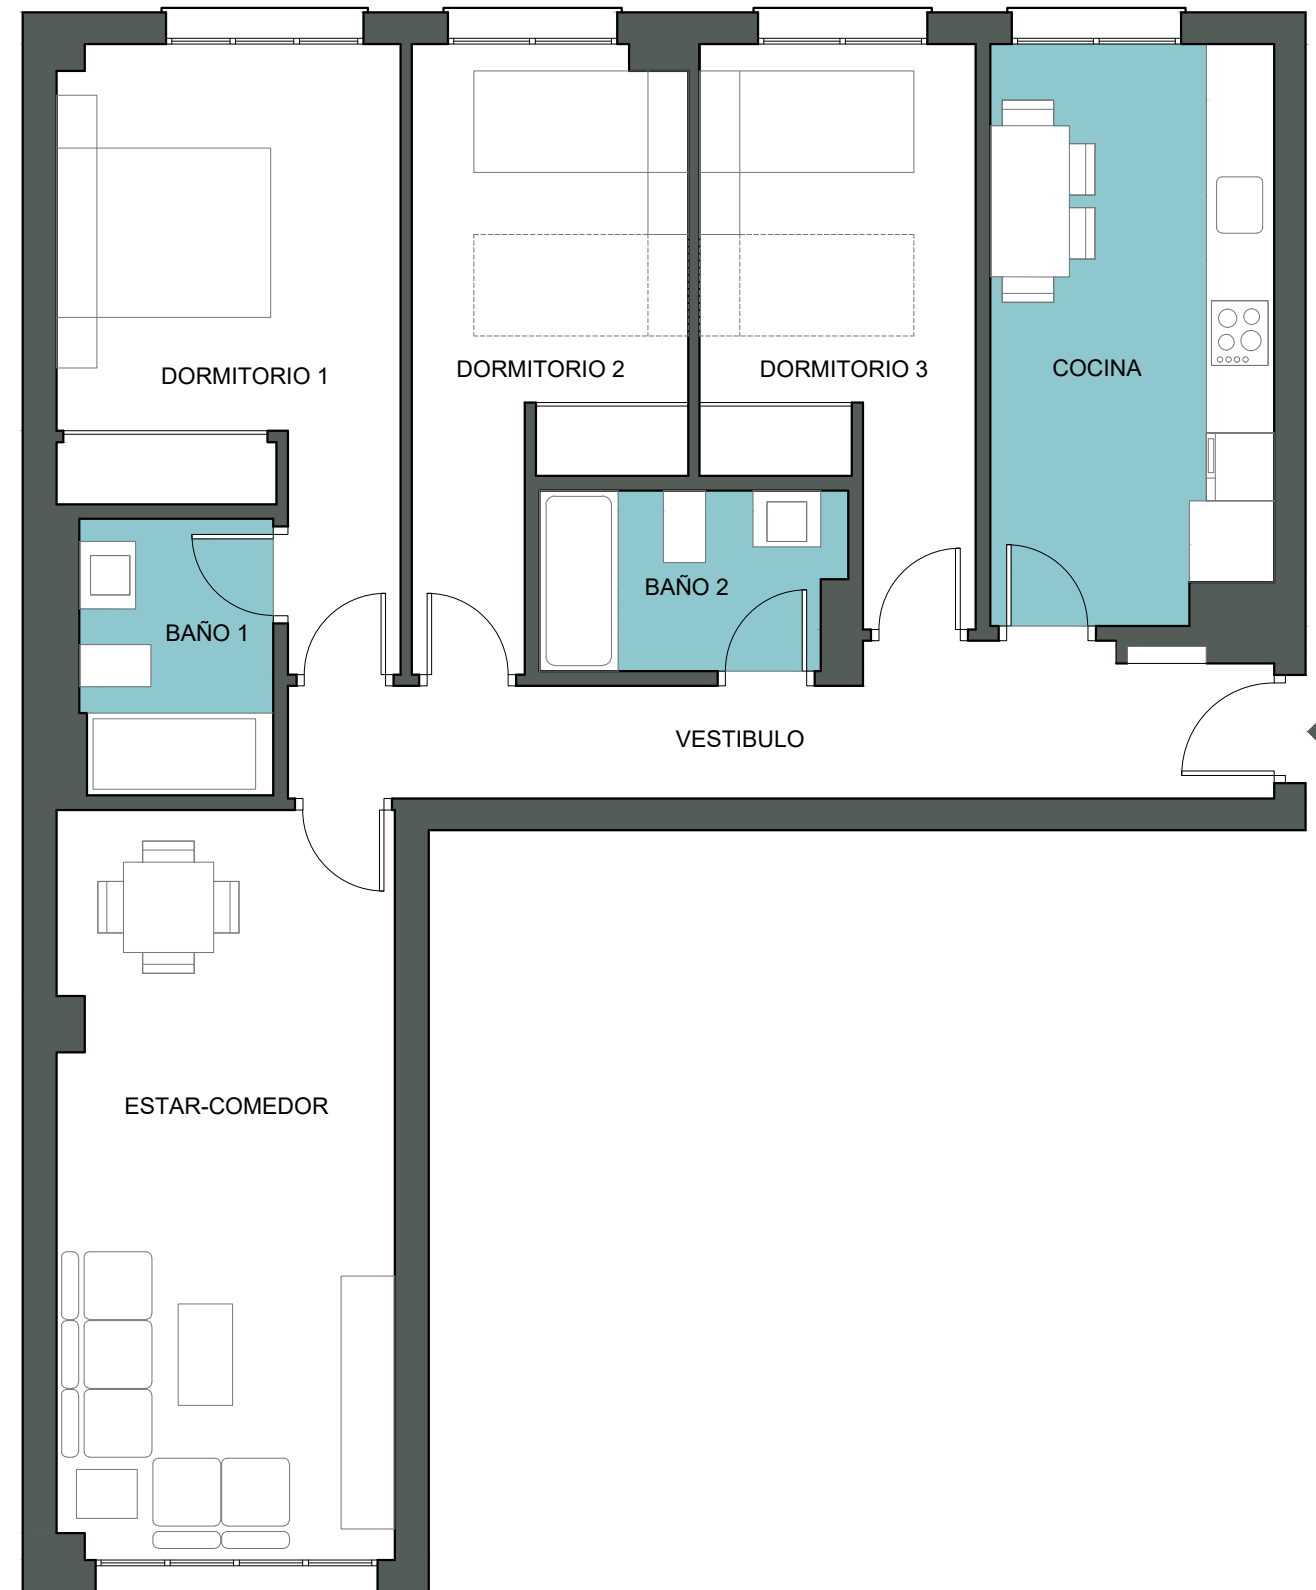 DORMITORIO 1
DORMITORIO 2
DORMITORIO 3
COCINA
BAÑO 1
BAÑO 2
VESTIBULO
ESTAR-COMEDOR